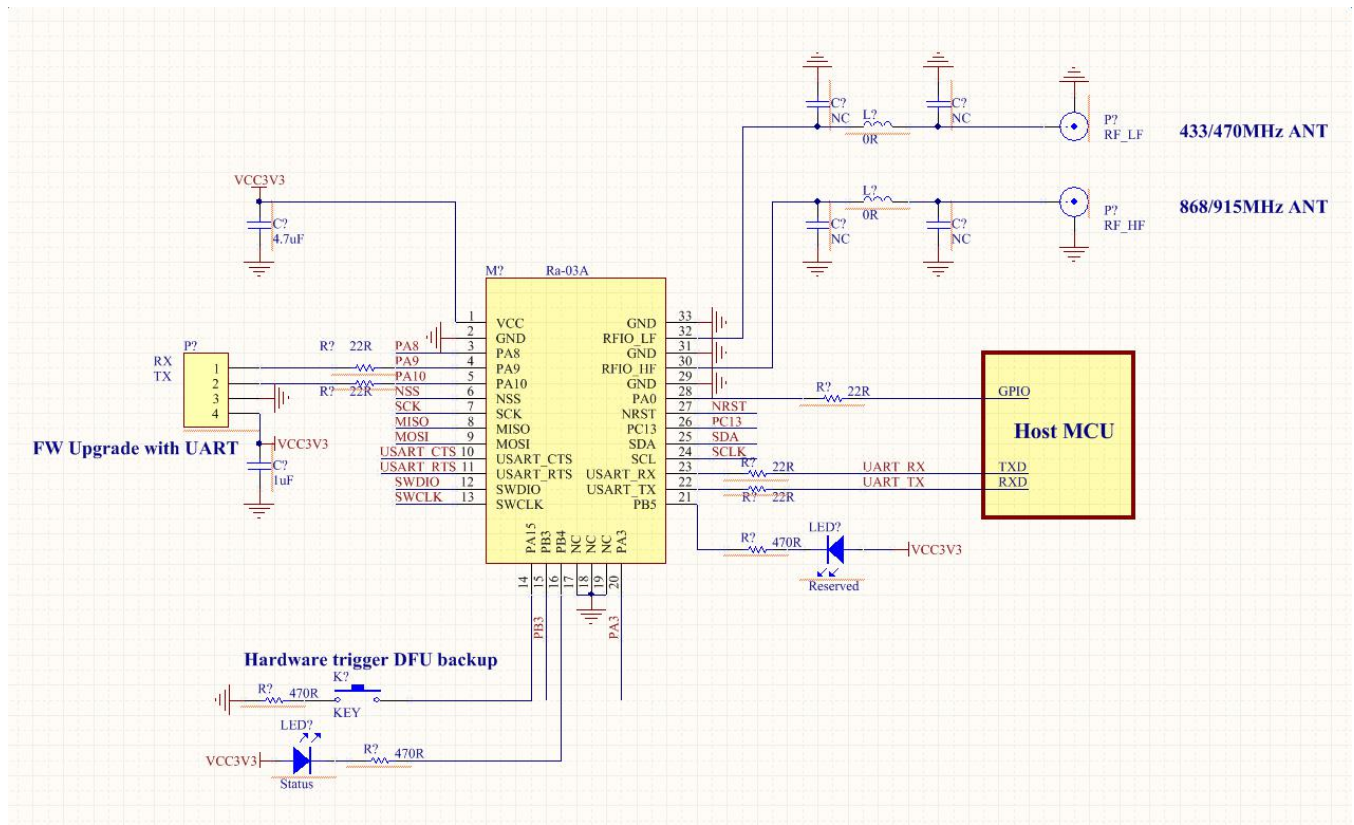 C?
NC
C?
NC
L?
0R
P?
RF_LF
433/470MHz ANT
VCC3V3
C?
4.7uF
L?
0R
C?
NC
C?
NC
P?
RF_HF
868/915MHz ANT
M?
Ra-03A
1 VCC
2 GND
PA8 3 PA8
PA9 4 PA9
PA10 5 PA10
NSS 6 NSS
SCK 7 SCK
MISO 8 MISO
MOSI 9 MOSI
USART_CTS 10 USART_CTS
USART_RTS 11 USART_RTS
SWDIO 12 SWDIO
SWCLK 13 SWCLK
GND 33
RFIO_LF 32
GND 31
RFIO_HF 30
GND 29
PA0 28
NRST 27 NRST
PC13 26 PC13
SDA 25 SDA
SCL 24 SCLK
USART_RX 23
USART_TX 22
PB5 21
PA15 14
PB3 15 PB3
PB4 16
NC 17
NC 18
NC 19
PA3 20 PA3
P?
RX 1
TX 2
3
4
R? 22R
R? 22R
FW Upgrade with UART
VCC3V3
C?
1uF
R? 22R
GPIO
Host MCU
R? 22R
UART_RX
TXD
R? 22R
UART_TX
RXD
R? 470R
LED?
VCC3V3
Reserved
Hardware trigger DFU backup
R? 470R
K?
KEY
LED?
VCC3V3
R? 470R
Status